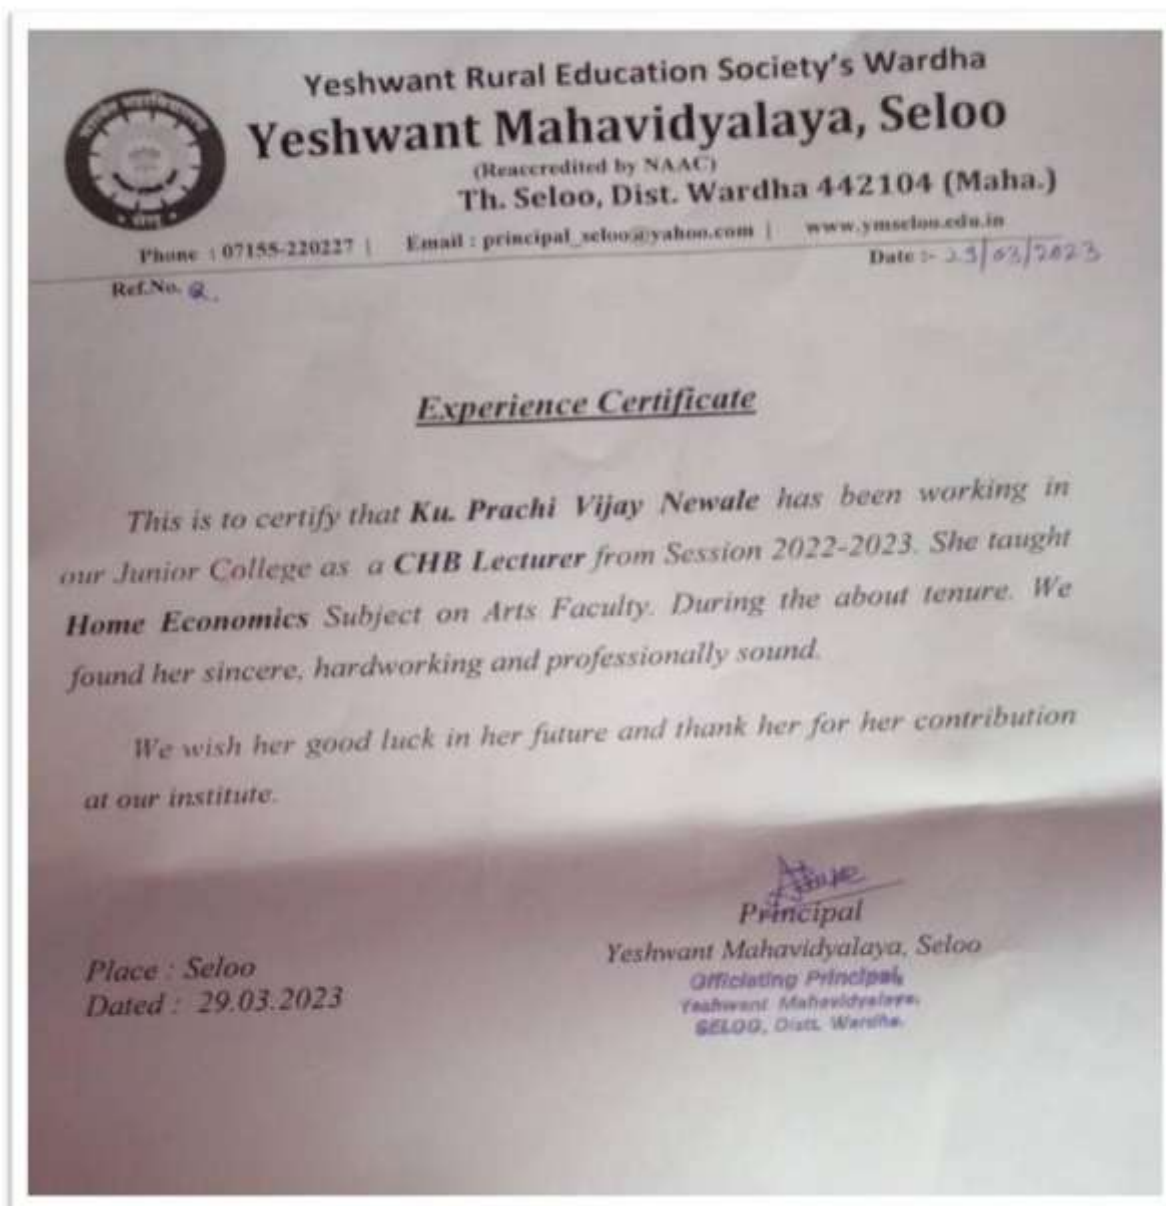 Yeshwant Rural Education Society's Wardha
Yeshwant Mahavidyalaya, Seloo
(Reaccredited by NAAC)
Th. Seloo, Dist. Wardha 442104 (Maha.)
Phone : 07155-220227 | Email : principal_seloo@yahoo.com | www.ymseloo.edu.in
Date :- /03/2023
Ref.No.
Experience Certificate
This is to certify that Ku. Prachi Vijay Newale has been working in
our Junior College as a CHB Lecturer from Session 2022-2023. She taught
Home Economics Subject on Arts Faculty. During the about tenure. We
found her sincere, hardworking and professionally sound.
We wish her good luck in her future and thank her for her contribution
at our institute.
Principal
Yeshwant Mahavidyalaya, Seloo
Officiating Principal,
Yeshwant Mahavidyalaya,
SELOO, Distt. Wardha.
Place : Seloo
Dated : 29.03.2023